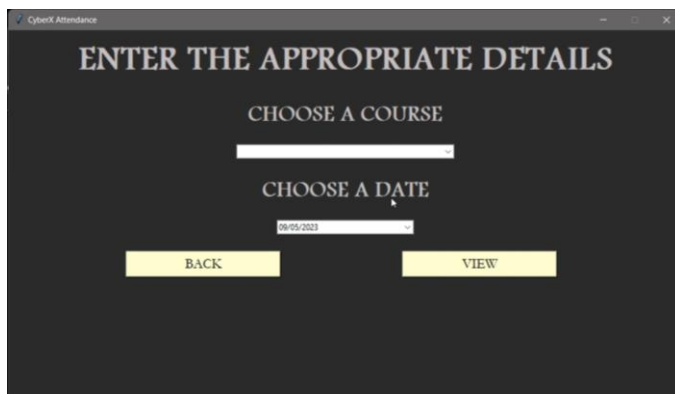 CyberX Attendance
ENTER THE APPROPRIATE DETAILS
CHOOSE A COURSE
CHOOSE A DATE
09/05/2023
BACK VIEW